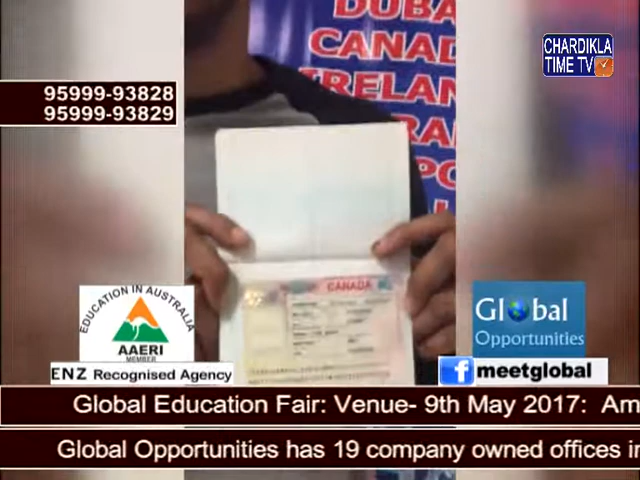 DUBA
CANAD
IRELAN
CHARDIKLA
TIME TV
95999-93828
95999-93829
CANADA
EDUCATION IN AUSTRALIA
AAERI
MEMBER
ENZ Recognised Agency
Global
Opportunities
f meetglobal
Global Education Fair: Venue- 9th May 2017: Am
Global Opportunities has 19 company owned offices in